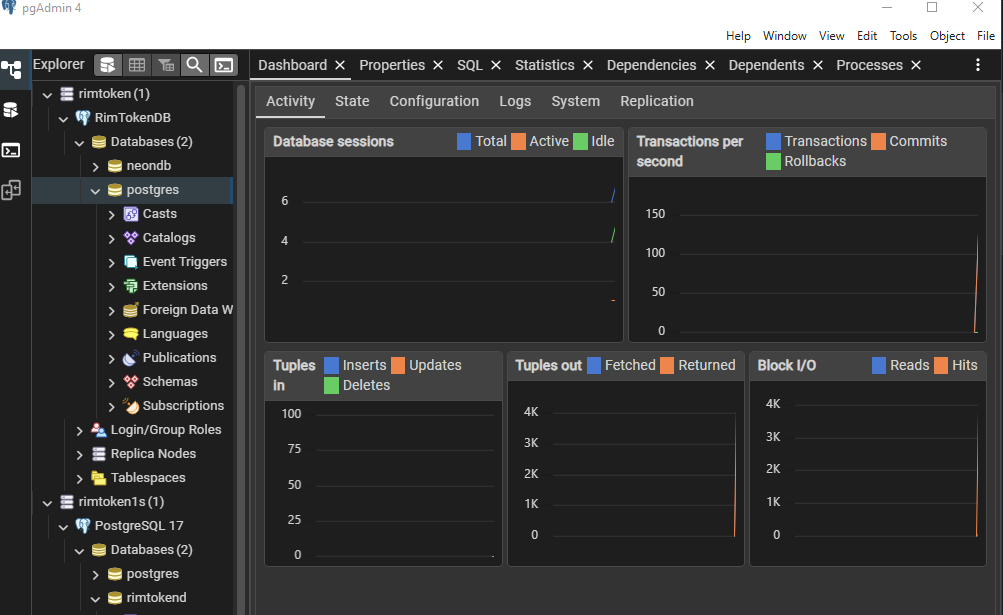 pgAdmin 4
Help Window View Edit Tools Object File
Explorer
Dashboard Properties SQL Statistics Dependencies Dependents Processes
rimtoken (1)
RimTokenDB
Databases (2)
neondb
postgres
Casts
Catalogs
Event Triggers
Extensions
Foreign Data W
Languages
Publications
Schemas
Subscriptions
Login/Group Roles
Replica Nodes
Tablespaces
rimtoken1s (1)
PostgreSQL 17
Databases (2)
postgres
rimtokend
Activity State Configuration Logs System Replication
Database sessions Total Active Idle
6
4
2
Transactions per second Transactions Commits
Rollbacks
150
100
50
0
Tuples in Inserts Updates
Deletes
100
75
50
25
0
Tuples out Fetched Returned
4K
3K
2K
1K
0
Block I/O Reads Hits
4K
3K
2K
1K
0